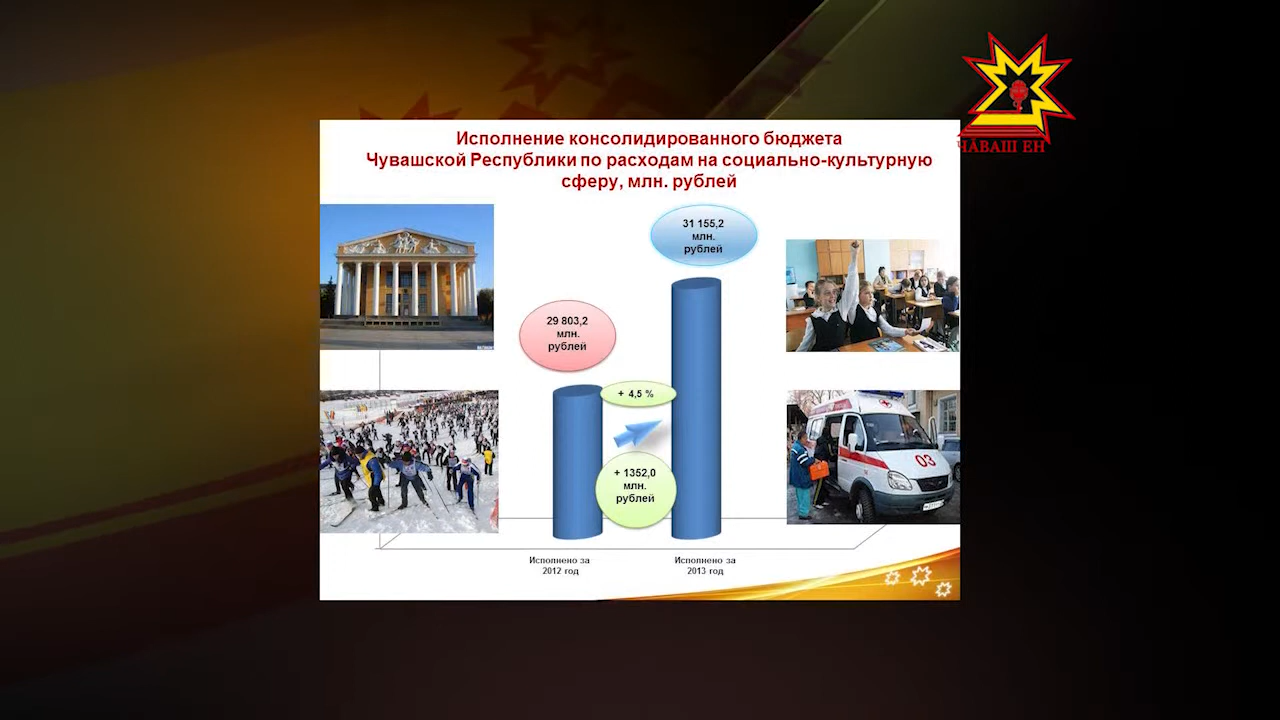 ЧӐВАШ ЕН
Исполнение консолидированного бюджета
Чувашской Республики по расходам на социально-культурную
сферу, млн. рублей
31 155,2
млн.
рублей
29 803,2
млн.
рублей
+ 4,5 %
+ 1352,0
млн.
рублей
03
Исполнено за
2012 год
Исполнено за
2013 год